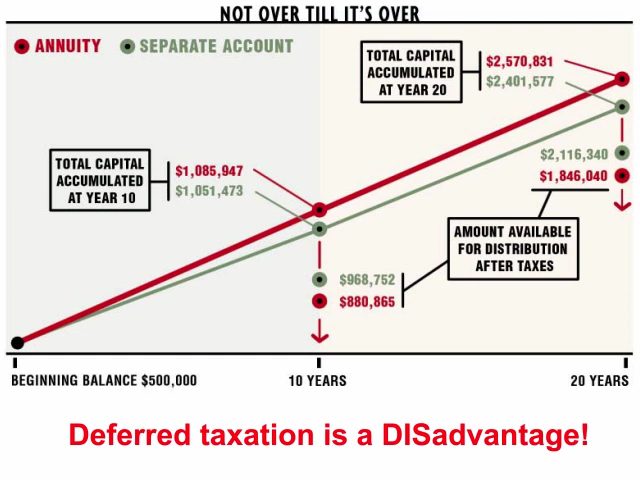 NOT OVER TILL IT'S OVER
ANNUITY
SEPARATE ACCOUNT
TOTAL CAPITAL
ACCUMULATED
AT YEAR 20
$2,570,831
$2,401,577
TOTAL CAPITAL
ACCUMULATED
AT YEAR 10
$1,085,947
$1,051,473
$2,116,340
$1,846,040
AMOUNT AVAILABLE
FOR DISTRIBUTION
AFTER TAXES
$968,752
$880,865
BEGINNING BALANCE $500,000
10 YEARS
20 YEARS
Deferred taxation is a DISadvantage!